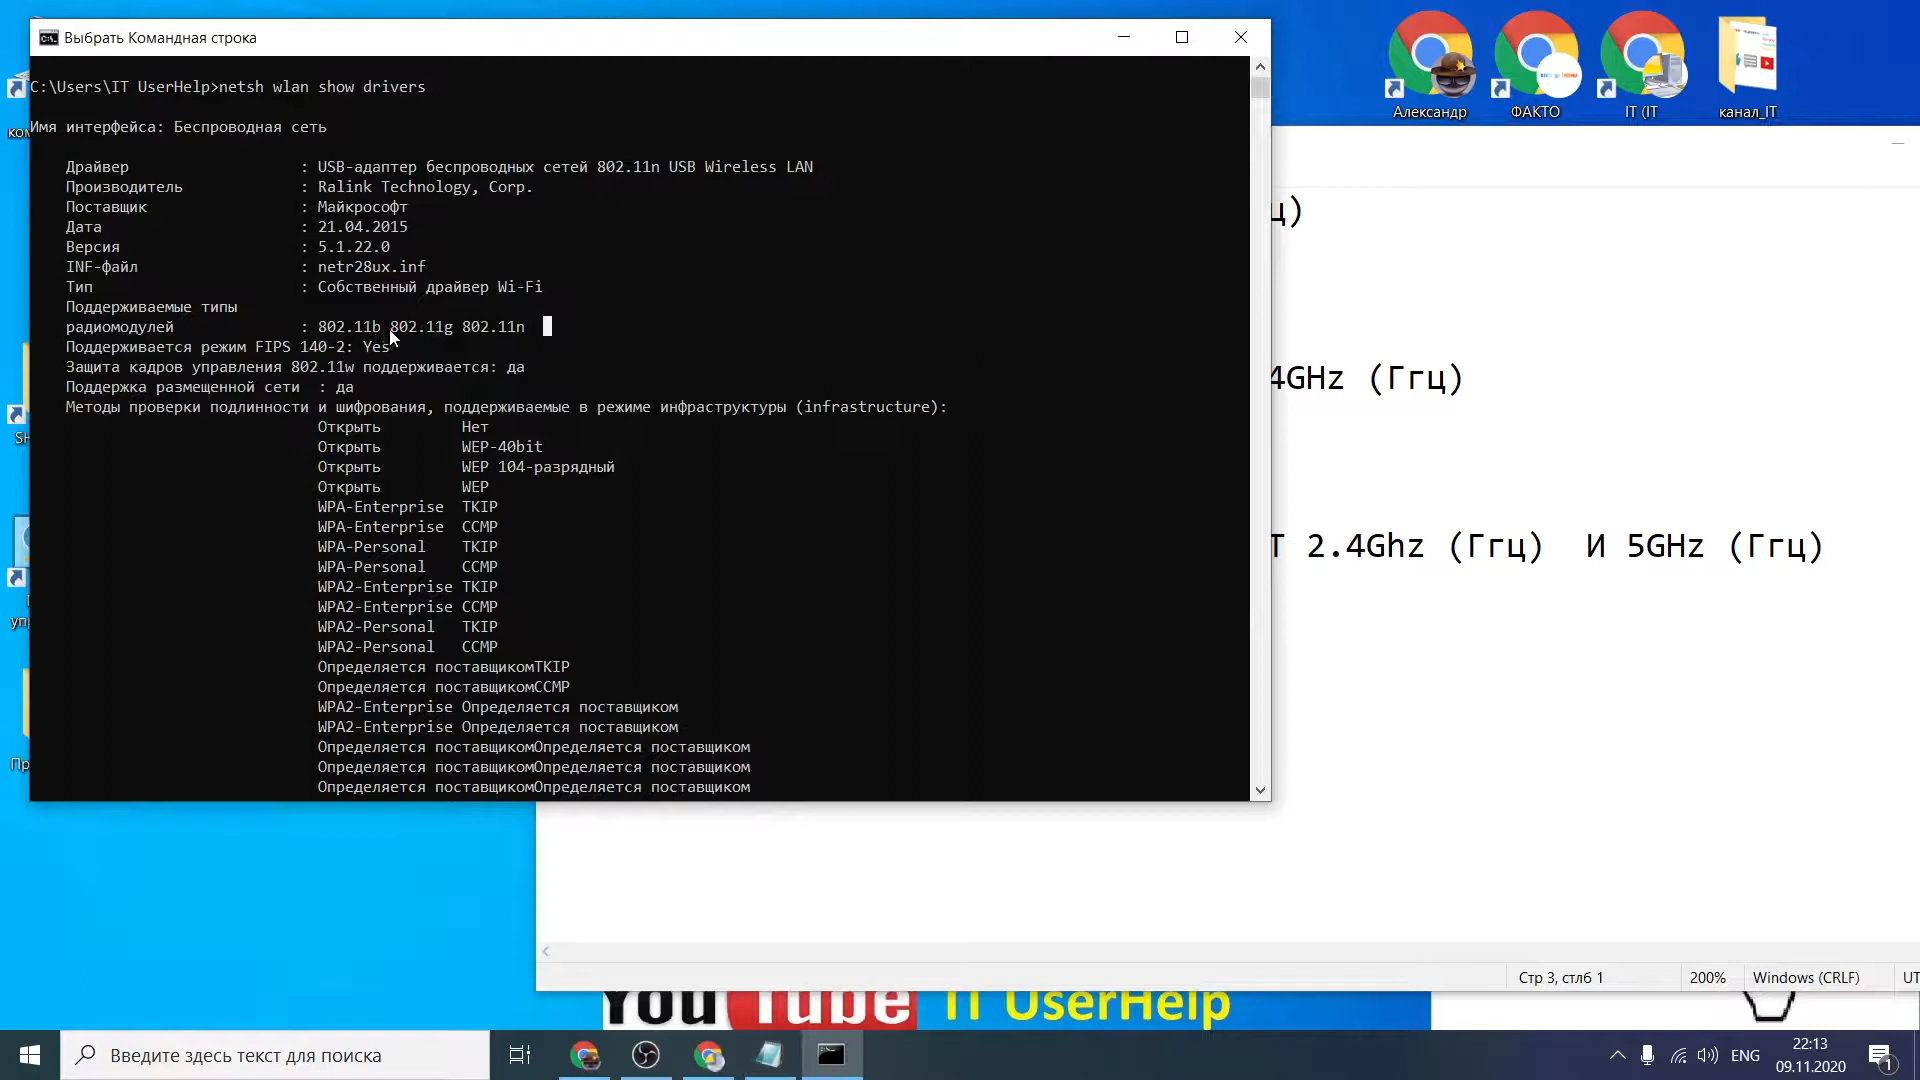 Выбрать Командная строка
C:\Users\IT UserHelp>netsh wlan show drivers
Имя интерфейса: Беспроводная сеть
Драйвер : USB-адаптер беспроводных сетей 802.11n USB Wireless LAN
Производитель : Ralink Technology, Corp.
Поставщик : Майкрософт
Дата : 21.04.2015
Версия : 5.1.22.0
INF-файл : netr28ux.inf
Тип : Собственный драйвер Wi-Fi
Поддерживаемые типы
радиомодулей : 802.11b 802.11g 802.11n
Поддерживается режим FIPS 140-2: Yes
Защита кадров управления 802.11w поддерживается: да
Поддержка размещенной сети : да
Методы проверки подлинности и шифрования, поддерживаемые в режиме инфраструктуры (infrastructure):
Открыть Нет
Открыть WEP-40bit
Открыть WEP 104-разрядный
Открыть WEP
WPA-Enterprise TKIP
WPA-Enterprise CCMP
WPA-Personal TKIP
WPA-Personal CCMP
WPA2-Enterprise TKIP
WPA2-Enterprise CCMP
WPA2-Personal TKIP
WPA2-Personal CCMP
Определяется поставщикомTKIP
Определяется поставщикомCCMP
WPA2-Enterprise Определяется поставщиком
WPA2-Enterprise Определяется поставщиком
Определяется поставщикомОпределяется поставщиком
Определяется поставщикомОпределяется поставщиком
Определяется поставщикомОпределяется поставщиком
Александр
ФАКТО
IT (IT
канал_IT
ц)
4GHz (Ггц)
Т 2.4Ghz (Ггц) И 5GHz (Ггц)
Стр 3, стлб 1
200%
Windows (CRLF)
UT
YouTube IT UserHelp
Введите здесь текст для поиска
ENG
22:13
09.11.2020
1